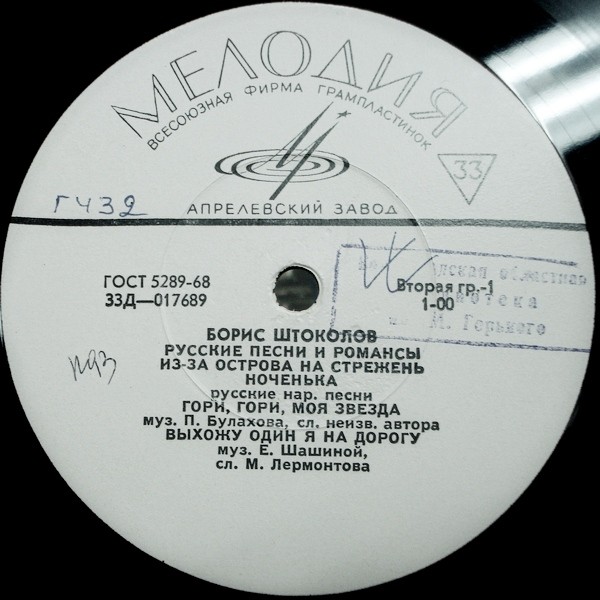 МЕЛОДИЯ
ВСЕСОЮЗНАЯ ФИРМА ГРАМПЛАСТИНОК
33
АПРЕЛЕВСКИЙ ЗАВОД
ГЧ32
ГОСТ 5289-68
33Д—017689
Вторая гр.-1
1-00
областная
М. Горького
БОРИС ШТОКОЛОВ
РУССКИЕ ПЕСНИ И РОМАНСЫ
ИЗ-ЗА ОСТРОВА НА СТРЕЖЕНЬ
НОЧЕНЬКА
русские нар. песни
ГОРИ, ГОРИ, МОЯ ЗВЕЗДА
муз. П. Булахова, сл. неизв. автора
ВЫХОЖУ ОДИН Я НА ДОРОГУ
муз. Е. Шашиной,
сл. М. Лермонтова